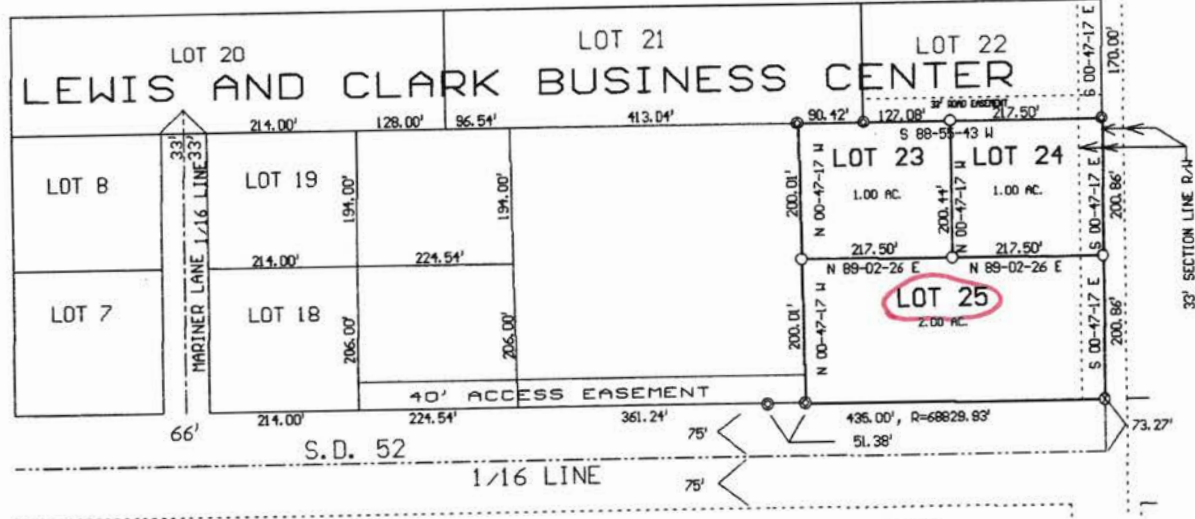 LOT 20
LOT 21
LOT 22
S 00-47-17 E
170.00'
LEWIS AND CLARK BUSINESS CENTER
33' ROAD EASEMENT
214.00'
128.00'
96.54'
413.04'
90.42'
127.08'
217.50'
S 88-55-43 W
33'
33'
MARINER LANE 1/16 LINE
LOT 8
LOT 19
194.00'
194.00'
200.01'
N 00-47-17 W
LOT 23
1.00 AC.
200.44'
N 00-47-17 W
LOT 24
1.00 AC.
S 00-47-17 E
200.86'
33' SECTION LINE R/W
214.00'
224.54'
217.50'
217.50'
N 89-02-26 E
N 89-02-26 E
LOT 7
LOT 18
206.00'
206.00'
200.01'
N 00-47-17 W
LOT 25
2.00 AC.
S 00-47-17 E
200.86'
40' ACCESS EASEMENT
66'
214.00'
224.54'
361.24'
75'
435.00', R=68829.83'
51.38'
73.27'
S.D. 52
1/16 LINE
75'